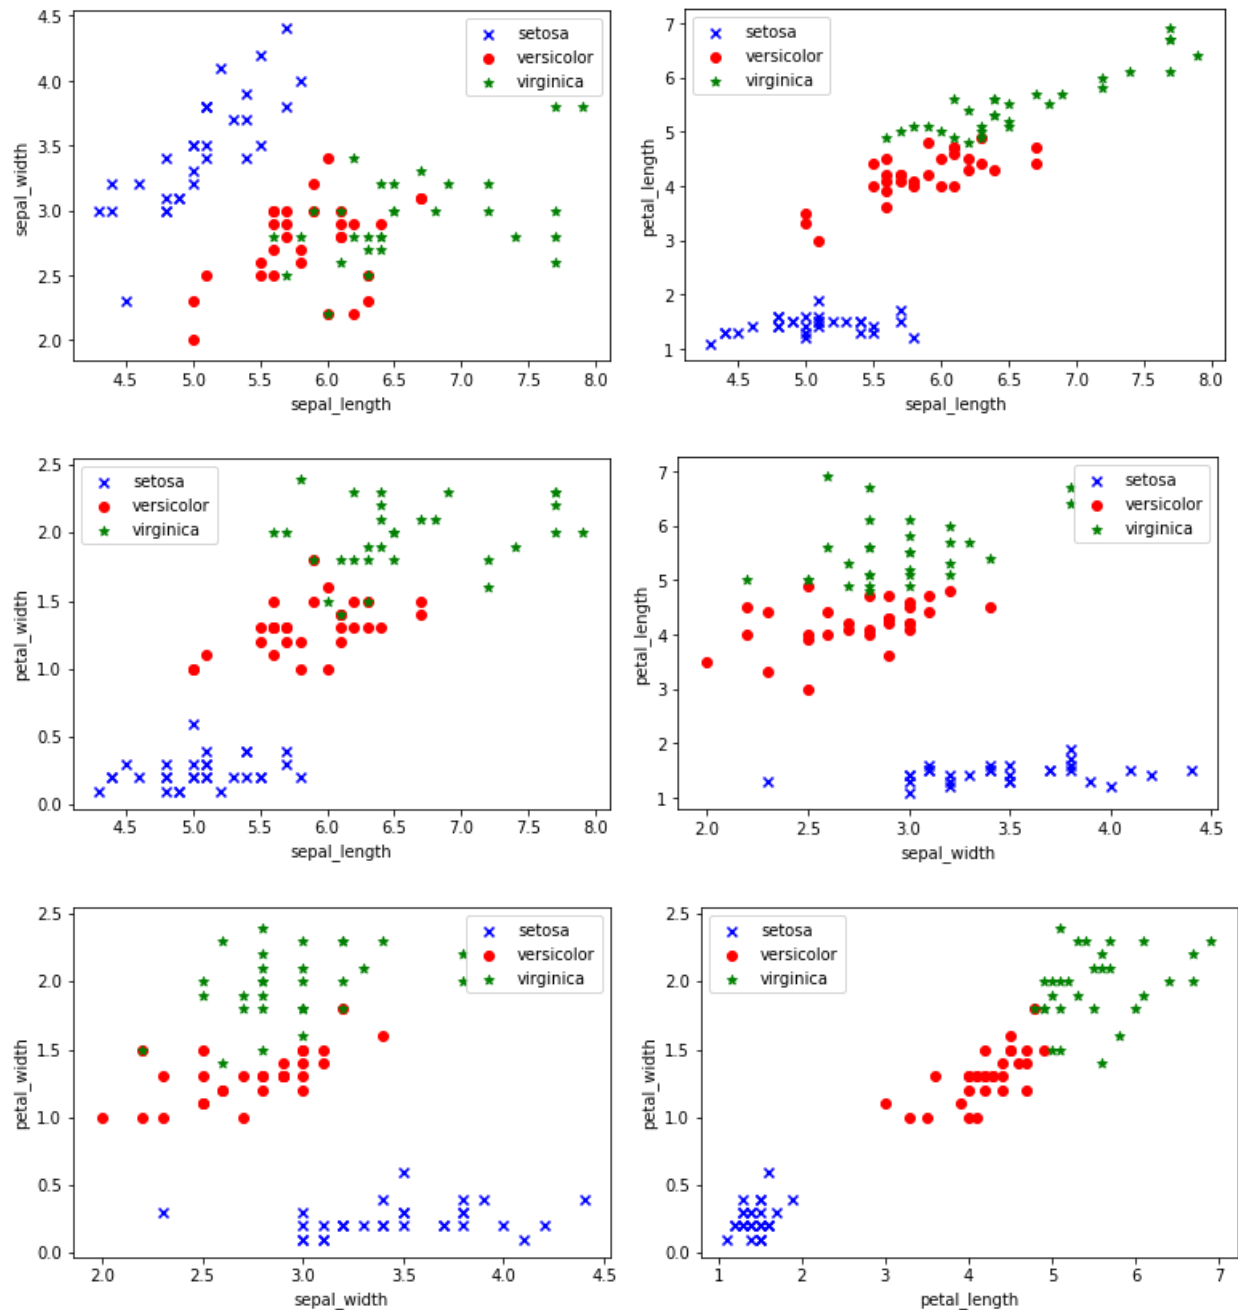 4.5
4.0
3.5
3.0
2.5
2.0
sepal_width
setosa
versicolor
virginica
4.5 5.0 5.5 6.0 6.5 7.0 7.5 8.0
sepal_length
7
6
5
4
3
2
1
petal_length
setosa
versicolor
virginica
4.5 5.0 5.5 6.0 6.5 7.0 7.5 8.0
sepal_length
2.5
2.0
1.5
1.0
0.5
0.0
petal_width
setosa
versicolor
virginica
4.5 5.0 5.5 6.0 6.5 7.0 7.5 8.0
sepal_length
7
6
5
4
3
2
1
petal_length
setosa
versicolor
virginica
2.0 2.5 3.0 3.5 4.0 4.5
sepal_width
2.5
2.0
1.5
1.0
0.5
0.0
petal_width
setosa
versicolor
virginica
2.0 2.5 3.0 3.5 4.0 4.5
sepal_width
2.5
2.0
1.5
1.0
0.5
0.0
petal_width
setosa
versicolor
virginica
1 2 3 4 5 6 7
petal_length